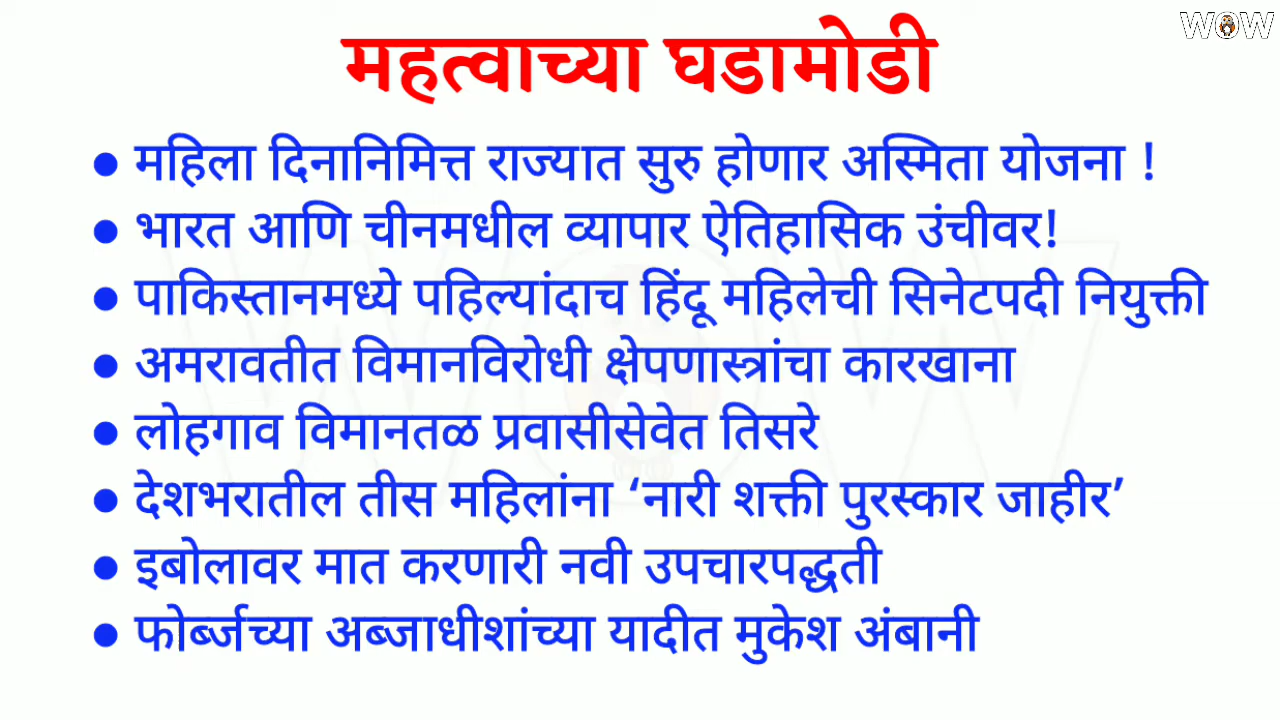 WOW
महत्वाच्या घडामोडी
● महिला दिनानिमित्त राज्यात सुरु होणार अस्मिता योजना !
● भारत आणि चीनमधील व्यापार ऐतिहासिक उंचीवर!
● पाकिस्तानमध्ये पहिल्यांदाच हिंदू महिलेची सिनेटपदी नियुक्ती
● अमरावतीत विमानविरोधी क्षेपणास्त्रांचा कारखाना
● लोहगाव विमानतळ प्रवासीसेवेत तिसरे
● देशभरातील तीस महिलांना ‘नारी शक्ती पुरस्कार जाहीर’
● इबोलावर मात करणारी नवी उपचारपद्धती
● फोर्ब्जच्या अब्जाधीशांच्या यादीत मुकेश अंबानी